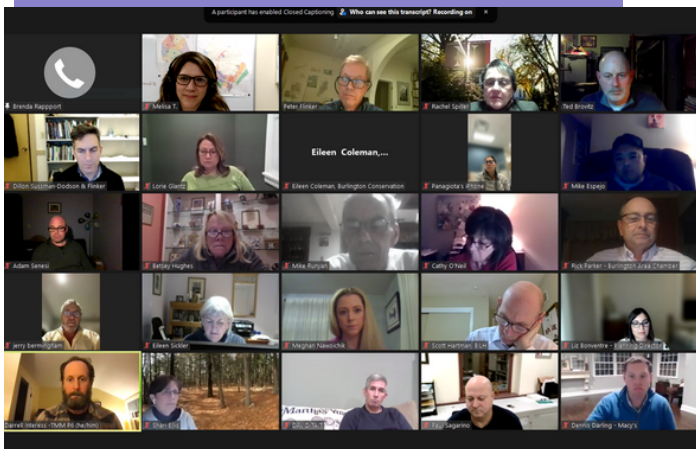 A participant has enabled Closed Captioning Who can see this transcript? Recording on ×
Brenda Rappport
Melisa T.
Peter Flinker
Rachel Spiller
Ted Brovitz
Dillon Sussman-Dodson & Flinker
Lorie Glantz
Eileen Coleman,...
Eileen Coleman, Burlington Conservation
Panagiota's iPhone
Mike Espejo
Adam Senesi
Betsey Hughes
Mike Runyan
Cathy O'Neil
Rick Parker - Burlington Area Chamber
jerry bermingham
Eileen Sickler
Meghan Nawoichik
Scott Hartman, BLH
Liz Bonventre - Planning Director
Darrell
-TMM P6 (he/him)
Shari Ellis
Paul Sagarino
Dennis Darling - Macy's